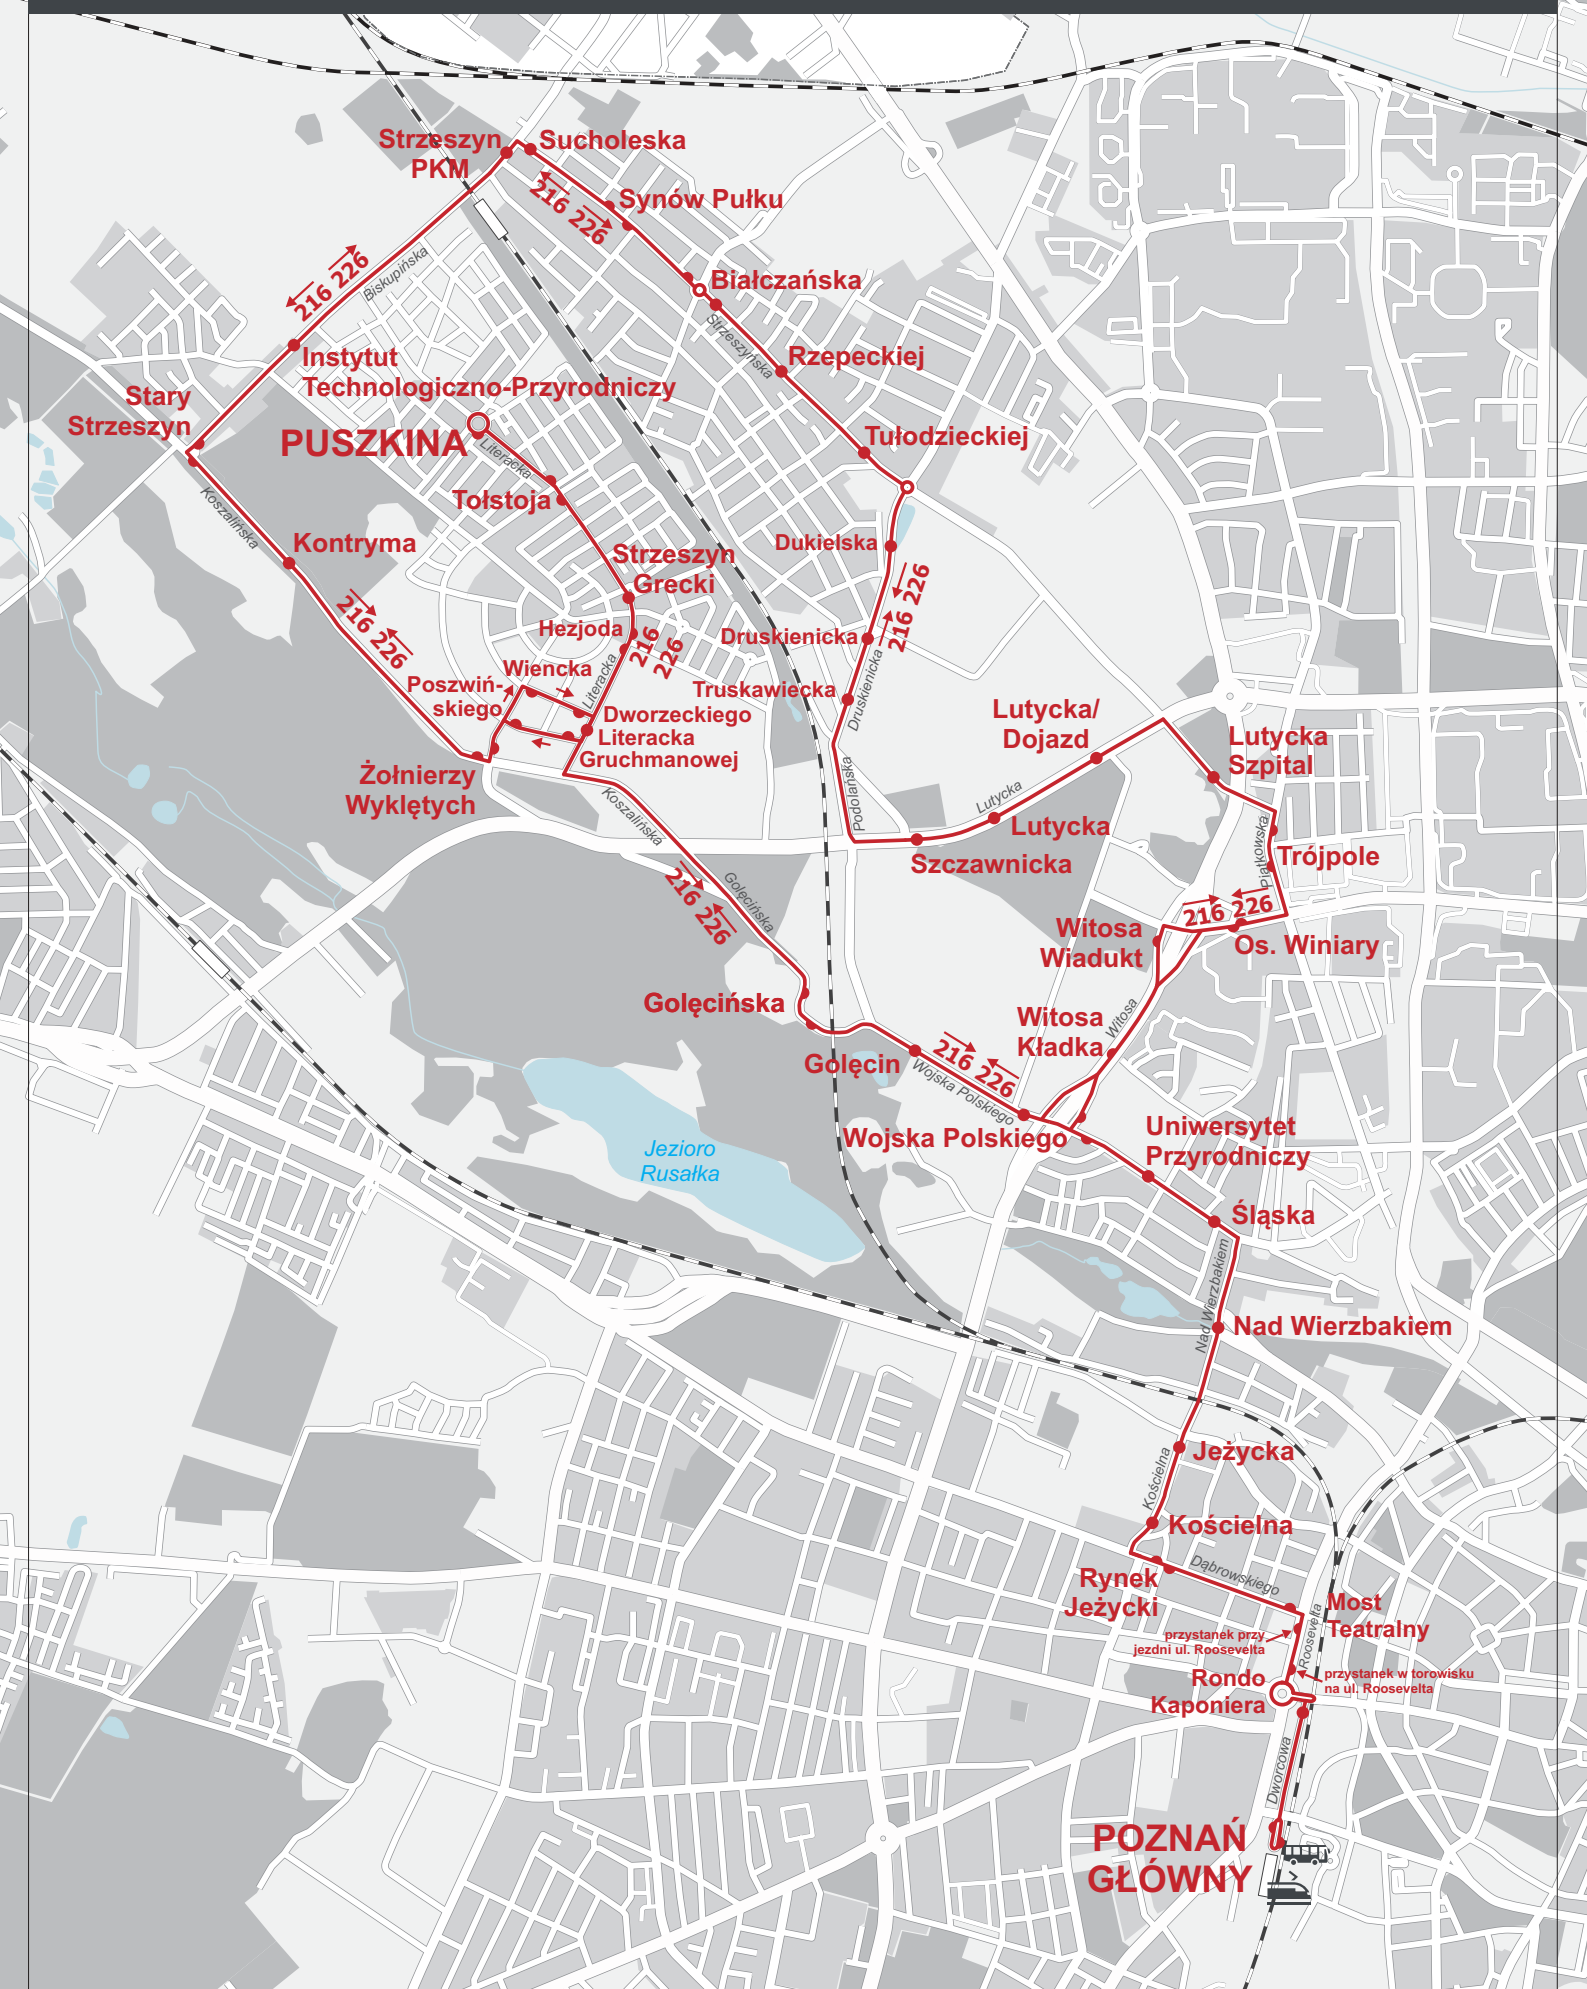 Strzeszyn
PKM
Sucholeska
216 226
Synów Pułku
Biskupińska
216 226
Białczańska
Strzeszyńska
Instytut
Technologiczno-Przyrodniczy
Rzepeckiej
Stary
Strzeszyn
PUSZKINA
Literacka
Tułodzieckiej
Tołstoja
Koszalińska
Kontryma
Strzeszyn
Grecki
Dukielska
216 226
216 226
Hezjoda
216
226
Druskienicka
Wiencka
Literacka
Poszwiń-
skiego
Truskawiecka
Druskienicka
Dworzeckiego
Literacka
Gruchmanowej
Lutycka/
Dojazd
Lutycka
Szpital
Żołnierzy
Wyklętych
Koszalińska
Podolańska
Lutycka
Lutycka
Szczawnicka
Piątkowska
Trójpole
216 226
Golęcińska
216 226
Witosa
Wiadukt
Os. Winiary
Golęcińska
Witosa
Kładka
Witosa
Golęcin
216 226
Wojska Polskiego
Wojska Polskiego
Uniwersytet
Przyrodniczy
Jezioro
Rusałka
Śląska
Nad Wierzbakiem
Nad Wierzbakiem
Jeżycka
Kościelna
Kościelna
Rynek
Jeżycki
Dąbrowskiego
Most
Teatralny
przystanek przy
jezdni ul. Roosevelta
Roosevelta
Rondo
Kaponiera
przystanek w torowisku
na ul. Roosevelta
Dworcowa
POZNAŃ
GŁÓWNY